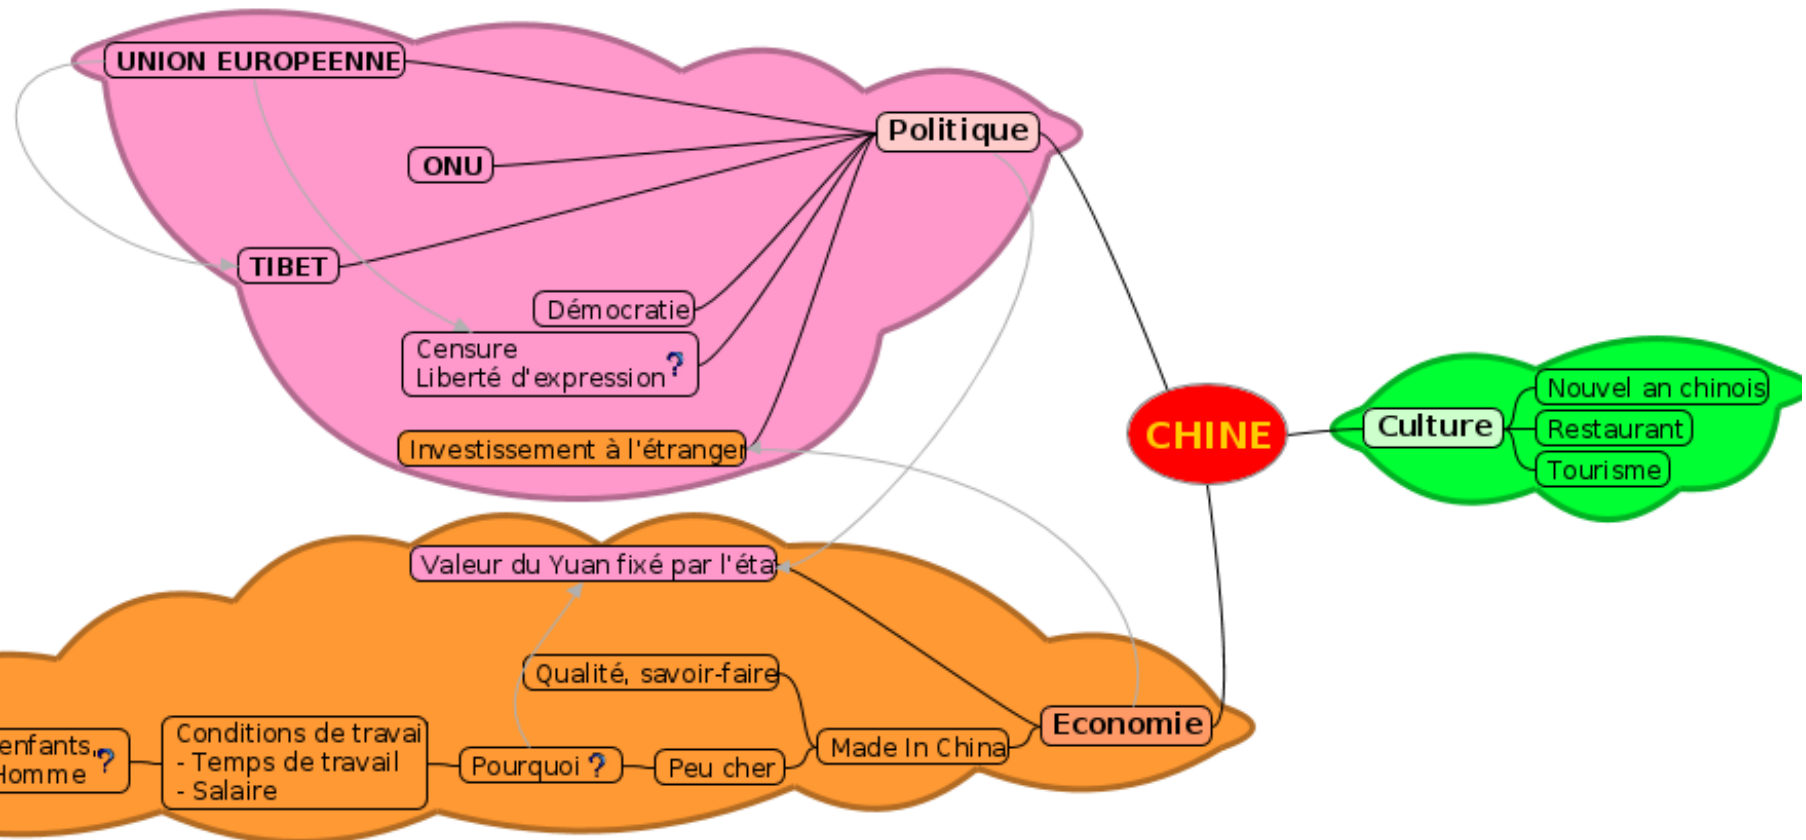 UNION EUROPEENNE
Politique
ONU
TIBET
Démocratie
Censure
Liberté d'expression
?
Investissement à l'étranger
CHINE
Culture
Nouvel an chinois
Restaurant
Tourisme
Valeur du Yuan fixé par l'éta
Qualité, savoir-faire
Economie
Made In China
Peu cher
Pourquoi ?
Conditions de travai
- Temps de travail
- Salaire
enfants,
Homme ?